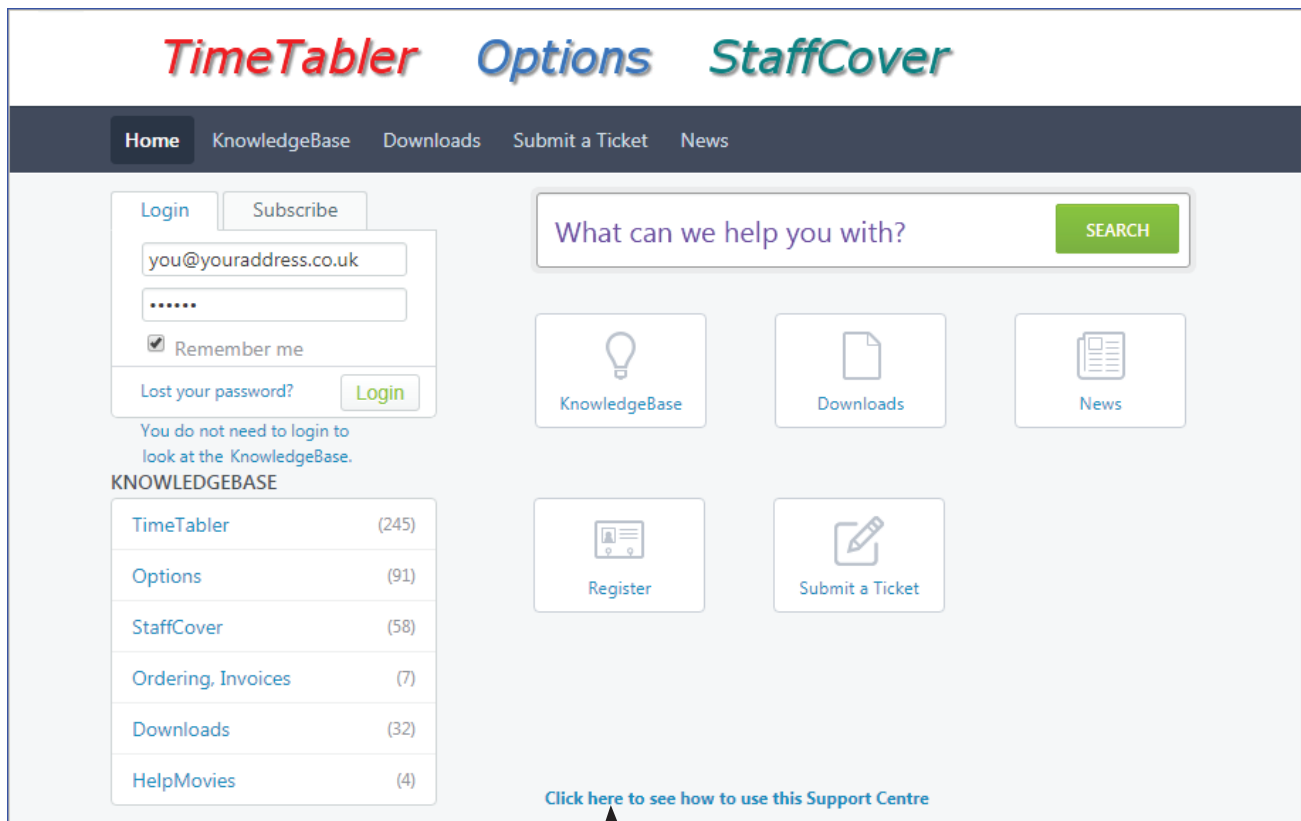 TimeTabler Options StaffCover
Home KnowledgeBase Downloads Submit a Ticket News
Login Subscribe
you@youraddress.co.uk
••••••
Remember me
Lost your password? Login
You do not need to login to
look at the KnowledgeBase.
KNOWLEDGEBASE
TimeTabler (245)
Options (91)
StaffCover (58)
Ordering, Invoices (7)
Downloads (32)
HelpMovies (4)
What can we help you with? SEARCH
KnowledgeBase Downloads News
Register Submit a Ticket
Click here to see how to use this Support Centre